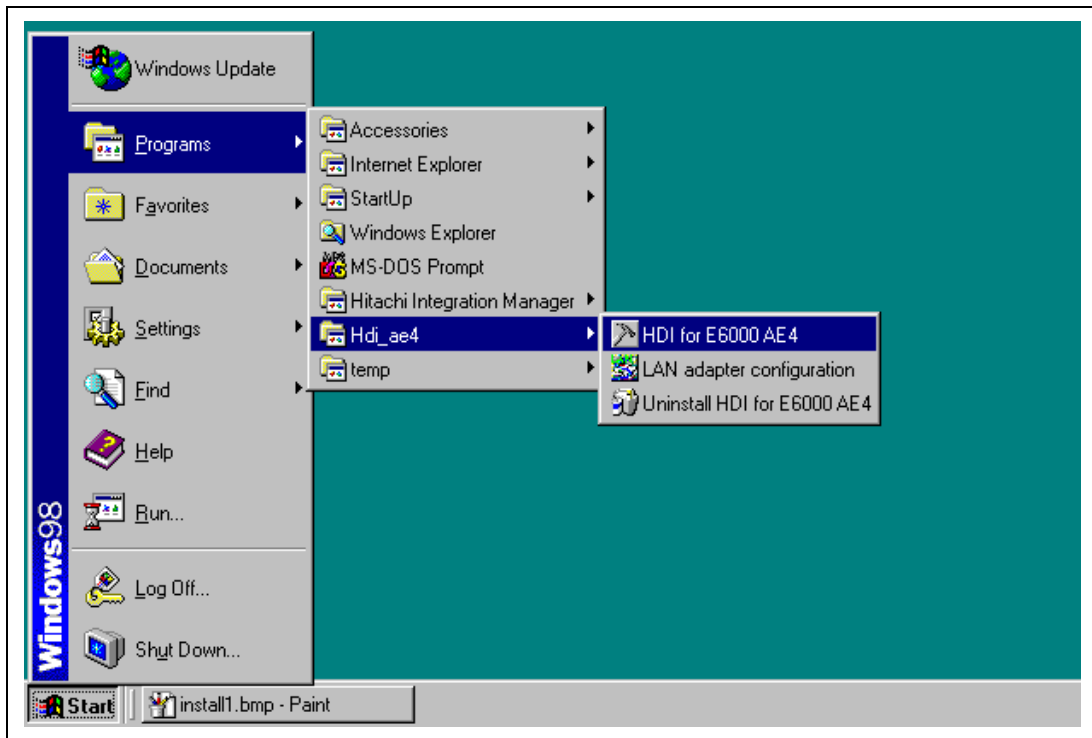 Windows Update
Programs
Favorites
Documents
Settings
Find
Help
Run...
Log Off...
Shut Down...
Windows98
Accessories
Internet Explorer
StartUp
Windows Explorer
MS-DOS Prompt
Hitachi Integration Manager
Hdi_ae4
temp
HDI for E6000 AE4
LAN adapter configuration
Uninstall HDI for E6000 AE4
Start
install1.bmp - Paint